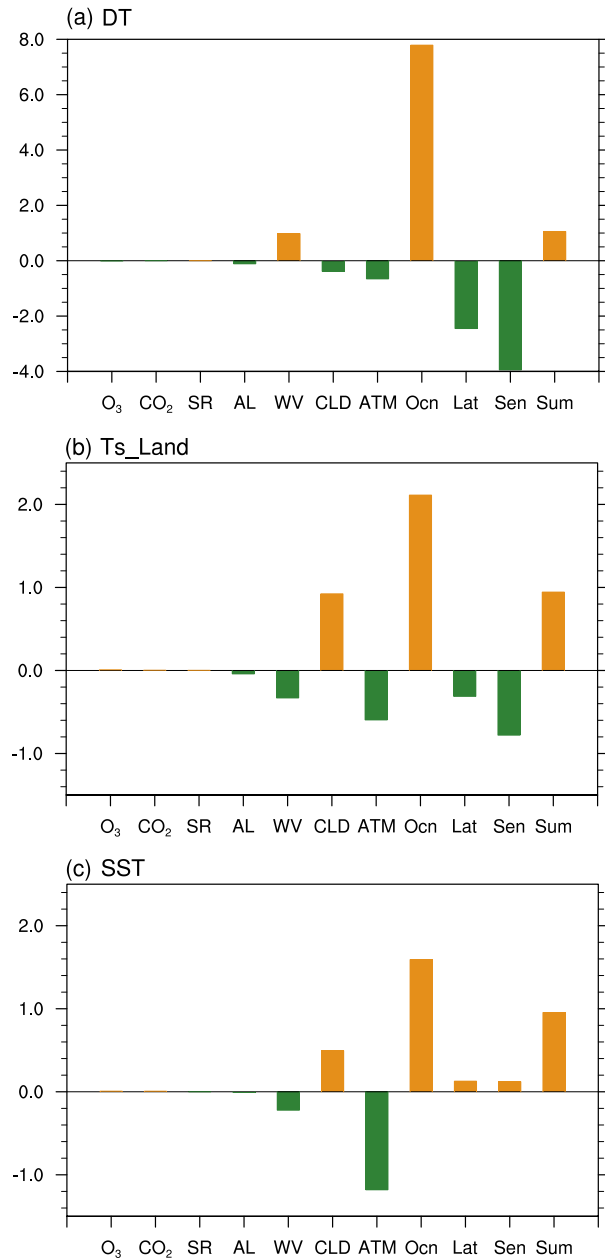 (a) DT
8.0
6.0
4.0
2.0
0.0
-2.0
-4.0
O₃ CO₂ SR AL WV CLD ATM Ocn Lat Sen Sum
(b) Ts_Land
2.0
1.0
0.0
-1.0
O₃ CO₂ SR AL WV CLD ATM Ocn Lat Sen Sum
(c) SST
2.0
1.0
0.0
-1.0
O₃ CO₂ SR AL WV CLD ATM Ocn Lat Sen Sum